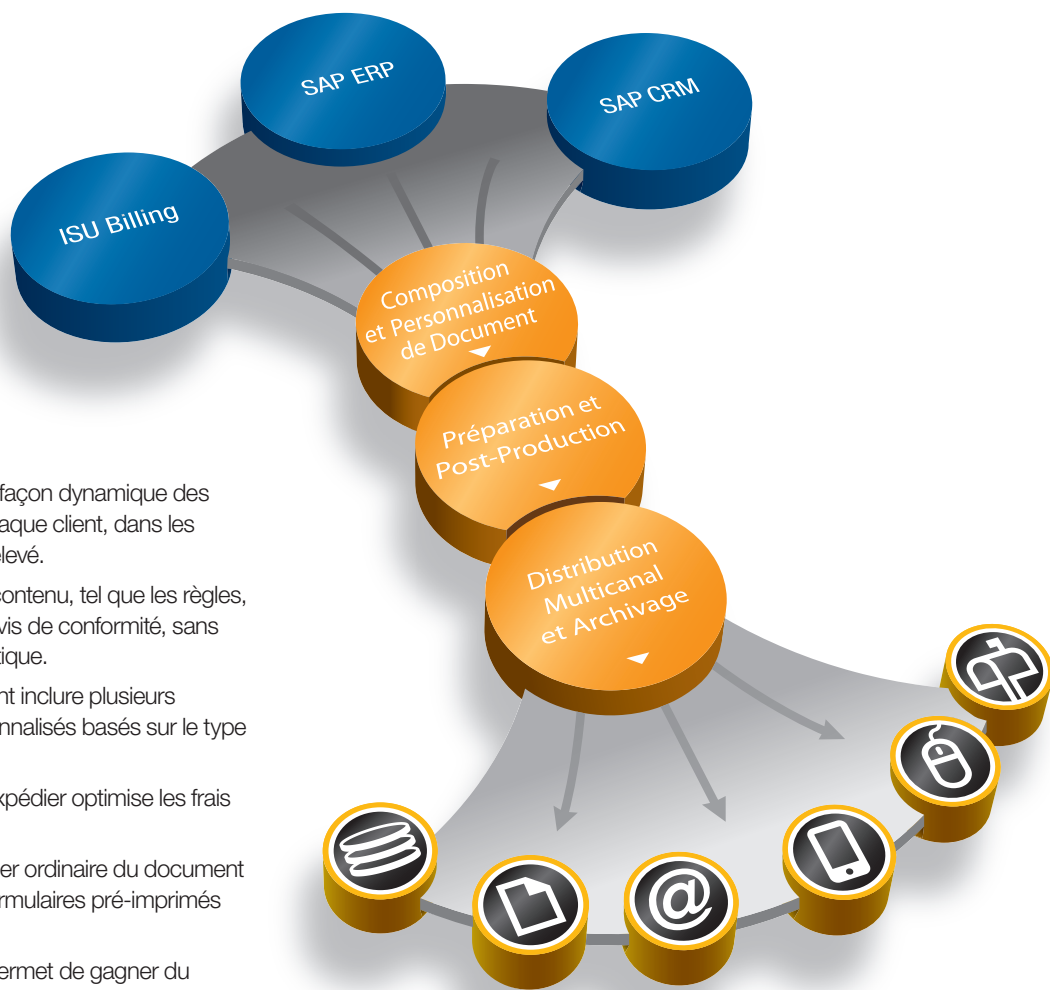 SAP ERP
SAP CRM
ISU Billing
Composition
et Personnalisation
de Document
Préparation et
Post-Production
Distribution
Multicanal
et Archivage
façon dynamique des
aque client, dans les
levé.
contenu, tel que les règles,
vis de conformité, sans
tique.
nt inclure plusieurs
nnalisés basés sur le type
xpédier optimise les frais
er ordinaire du document
rmulaires pré-imprimés
ermet de gagner du
@